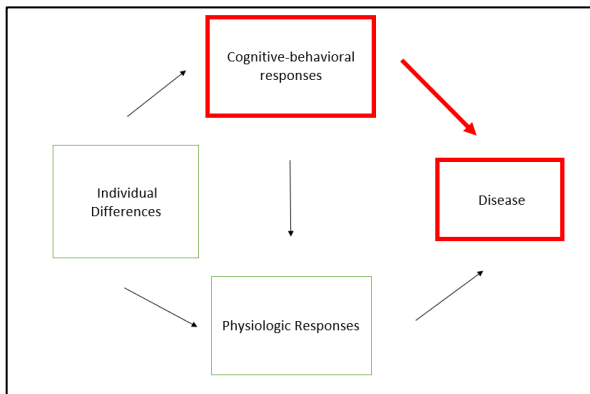 Cognitive-behavioral
responses
Individual
Differences
Disease
Physiologic Responses